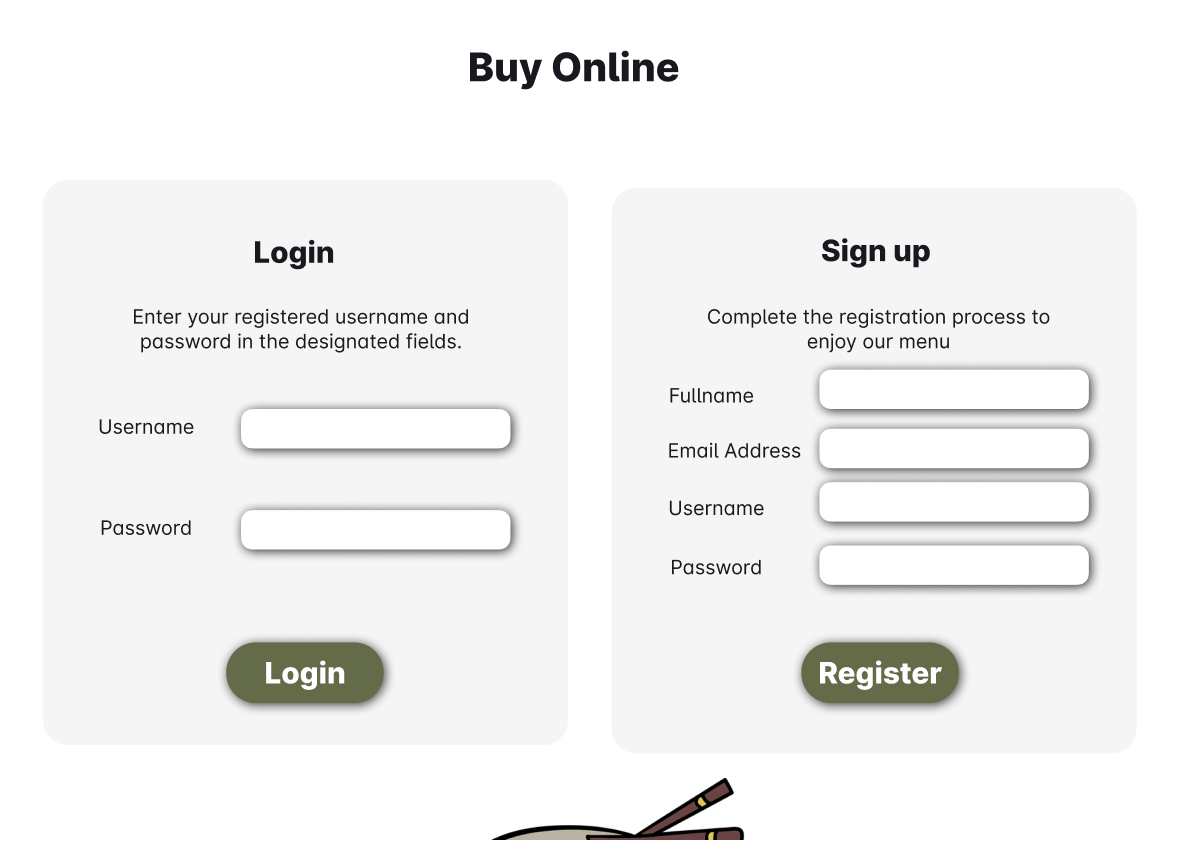 Buy Online
Login
Enter your registered username and
password in the designated fields.
Username
Password
Login
Sign up
Complete the registration process to
enjoy our menu
Fullname
Email Address
Username
Password
Register